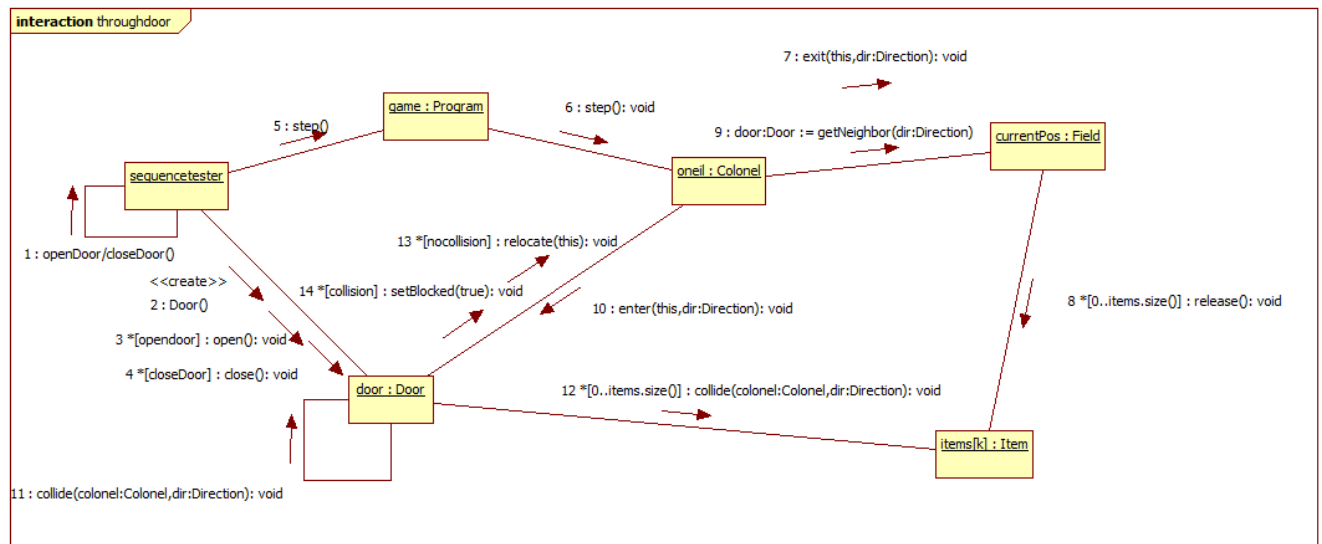 interaction throughdoor
7 : exit(this,dir:Direction): void
game : Program
6 : step(): void
5 : step()
9 : door:Door := getNeighbor(dir:Direction)
currentPos : Field
sequencetester
oneil : Colonel
1 : openDoor/closeDoor()
13 *[nocollision] : relocate(this): void
<<create>>
14 *[collision] : setBlocked(true): void
2 : Door()
10 : enter(this,dir:Direction): void
8 *[0..items.size()] : release(): void
3 *[opendoor] : open(): void
4 *[closeDoor] : close(): void
door : Door
12 *[0..items.size()] : collide(colonel:Colonel,dir:Direction): void
items[k] : Item
11 : collide(colonel:Colonel,dir:Direction): void